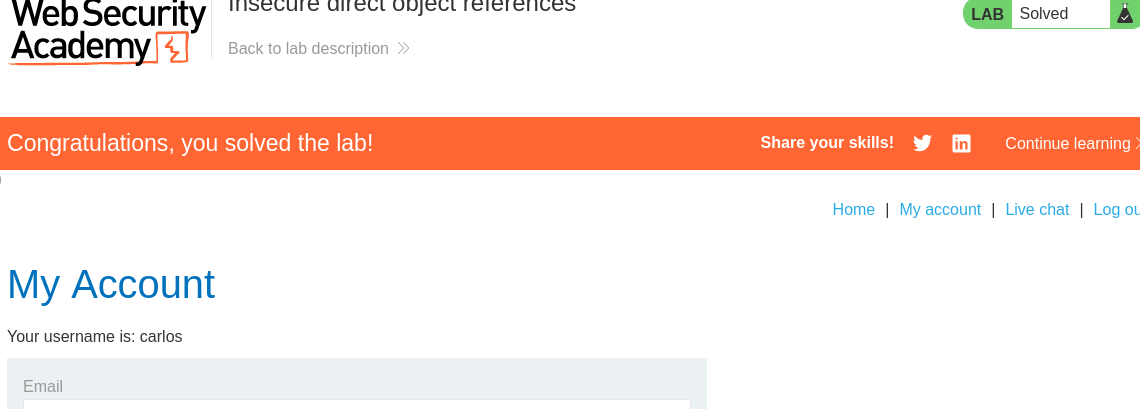 Web Security
Academy
Insecure direct object references
Back to lab description
LAB Solved
Congratulations, you solved the lab!
Share your skills!
Continue learning
Home | My account | Live chat | Log ou
My Account
Your username is: carlos
Email